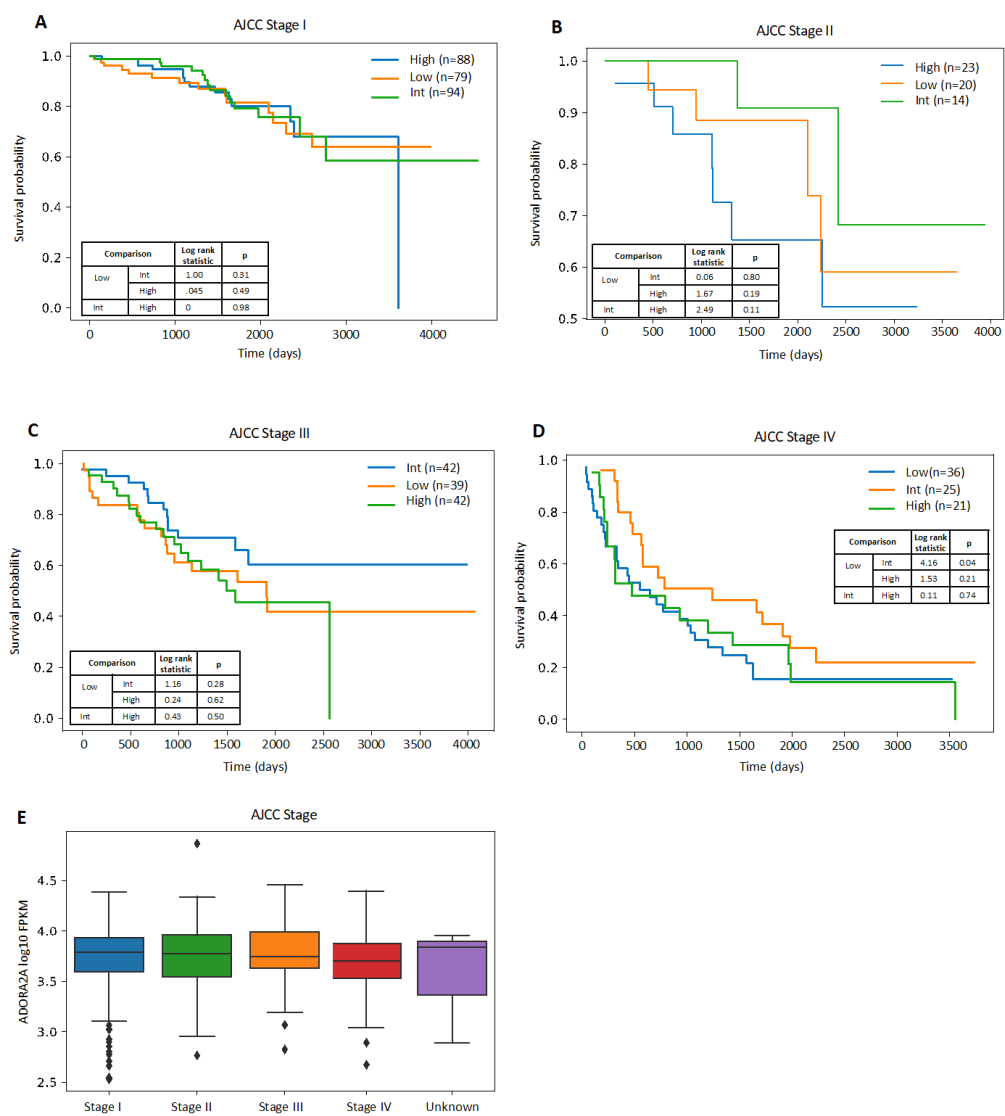 A
AJCC Stage I
High (n=88)
Low (n=79)
Int (n=94)
Survival probability
1.0
0.8
0.6
0.4
0.2
0.0
Comparison Log rank statistic p
Low Int 1.00 0.31
High .045 0.49
Int High 0 0.98
0 1000 2000 3000 4000
Time (days)
B
AJCC Stage II
High (n=23)
Low (n=20)
Int (n=14)
Survival probability
1.0
0.9
0.8
0.7
0.6
0.5
Comparison Log rank statistic p
Low Int 0.06 0.80
High 1.67 0.19
Int High 2.49 0.11
0 500 1000 1500 2000 2500 3000 3500 4000
Time (days)
C
AJCC Stage III
Int (n=42)
Low (n=39)
High (n=42)
Survival probability
1.0
0.8
0.6
0.4
0.2
0.0
Comparison Log rank statistic p
Low Int 1.16 0.28
High 0.24 0.62
Int High 0.43 0.50
0 500 1000 1500 2000 2500 3000 3500 4000
Time (days)
D
AJCC Stage IV
Low(n=36)
Int (n=25)
High (n=21)
Survival probability
1.0
0.8
0.6
0.4
0.2
0.0
Comparison Log rank statistic p
Low Int 4.16 0.04
High 1.53 0.21
Int High 0.11 0.74
0 500 1000 1500 2000 2500 3000 3500
Time (days)
E
AJCC Stage
ADORA2A log10 FPKM
4.5
4.0
3.5
3.0
2.5
Stage I Stage II Stage III Stage IV Unknown